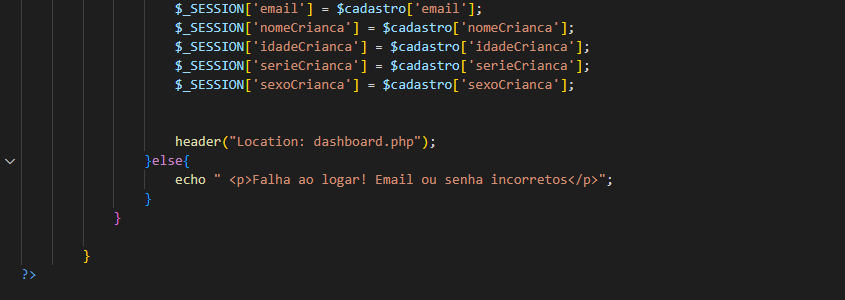 $_SESSION['email'] = $cadastro['email'];
$_SESSION['nomeCrianca'] = $cadastro['nomeCrianca'];
$_SESSION['idadeCrianca'] = $cadastro['idadeCrianca'];
$_SESSION['serieCrianca'] = $cadastro['serieCrianca'];
$_SESSION['sexoCrianca'] = $cadastro['sexoCrianca'];
header("Location: dashboard.php");
}else{
echo " <p>Falha ao logar! Email ou senha incorretos</p>";
}
}
}
?>